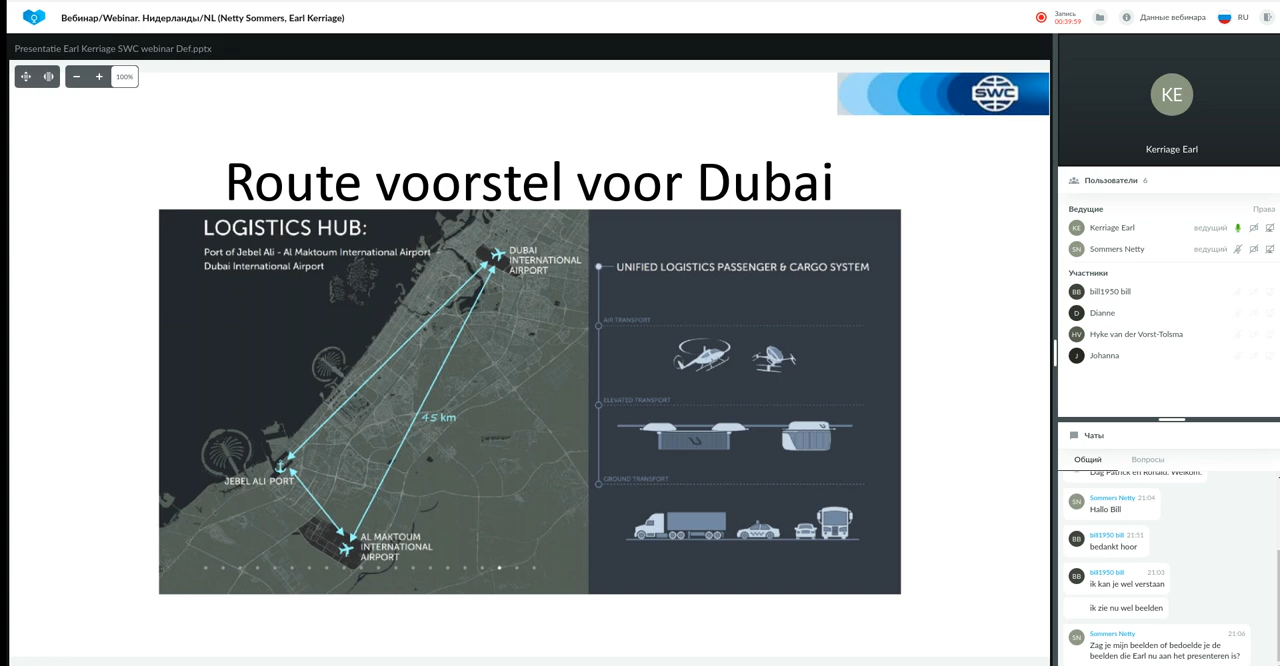 Вебинар/Webinar. Нидерланды/NL (Netty Sommers, Earl Kerriage)
Запись
00:39:59
Данные вебинара
RU
Presentatie Earl Kerriage SWC webinar Def.pptx
100%
SWC
Route voorstel voor Dubai
LOGISTICS HUB:
Port of Jebel Ali - Al Maktoum International Airport
Dubai International Airport
DUBAI
INTERNATIONAL
AIRPORT
45 km
JEBEL ALI PORT
AL MAKTOUM
INTERNATIONAL
AIRPORT
UNIFIED LOGISTICS PASSENGER & CARGO SYSTEM
AIR TRANSPORT
ELEVATED TRANSPORT
GROUND TRANSPORT
KE
Kerriage Earl
Пользователи 6
Ведущие Права
KE Kerriage Earl ведущий
SN Sommers Netty ведущий
Участники
BB bill1950 bill
D Dianne
HV Hyke van der Vorst-Tolsma
J Johanna
Чаты
Общий Вопросы
Dag Patrick en Ronald. Welkom.
SN Sommers Netty 21:04
Hallo Bill
BB bill1950 bill 21:51
bedankt hoor
BB bill1950 bill 21:03
ik kan je wel verstaan
ik zie nu wel beelden
SN Sommers Netty 21:06
Zag je mijn beelden of bedoelde je de
beelden die Earl nu aan het presenteren is?